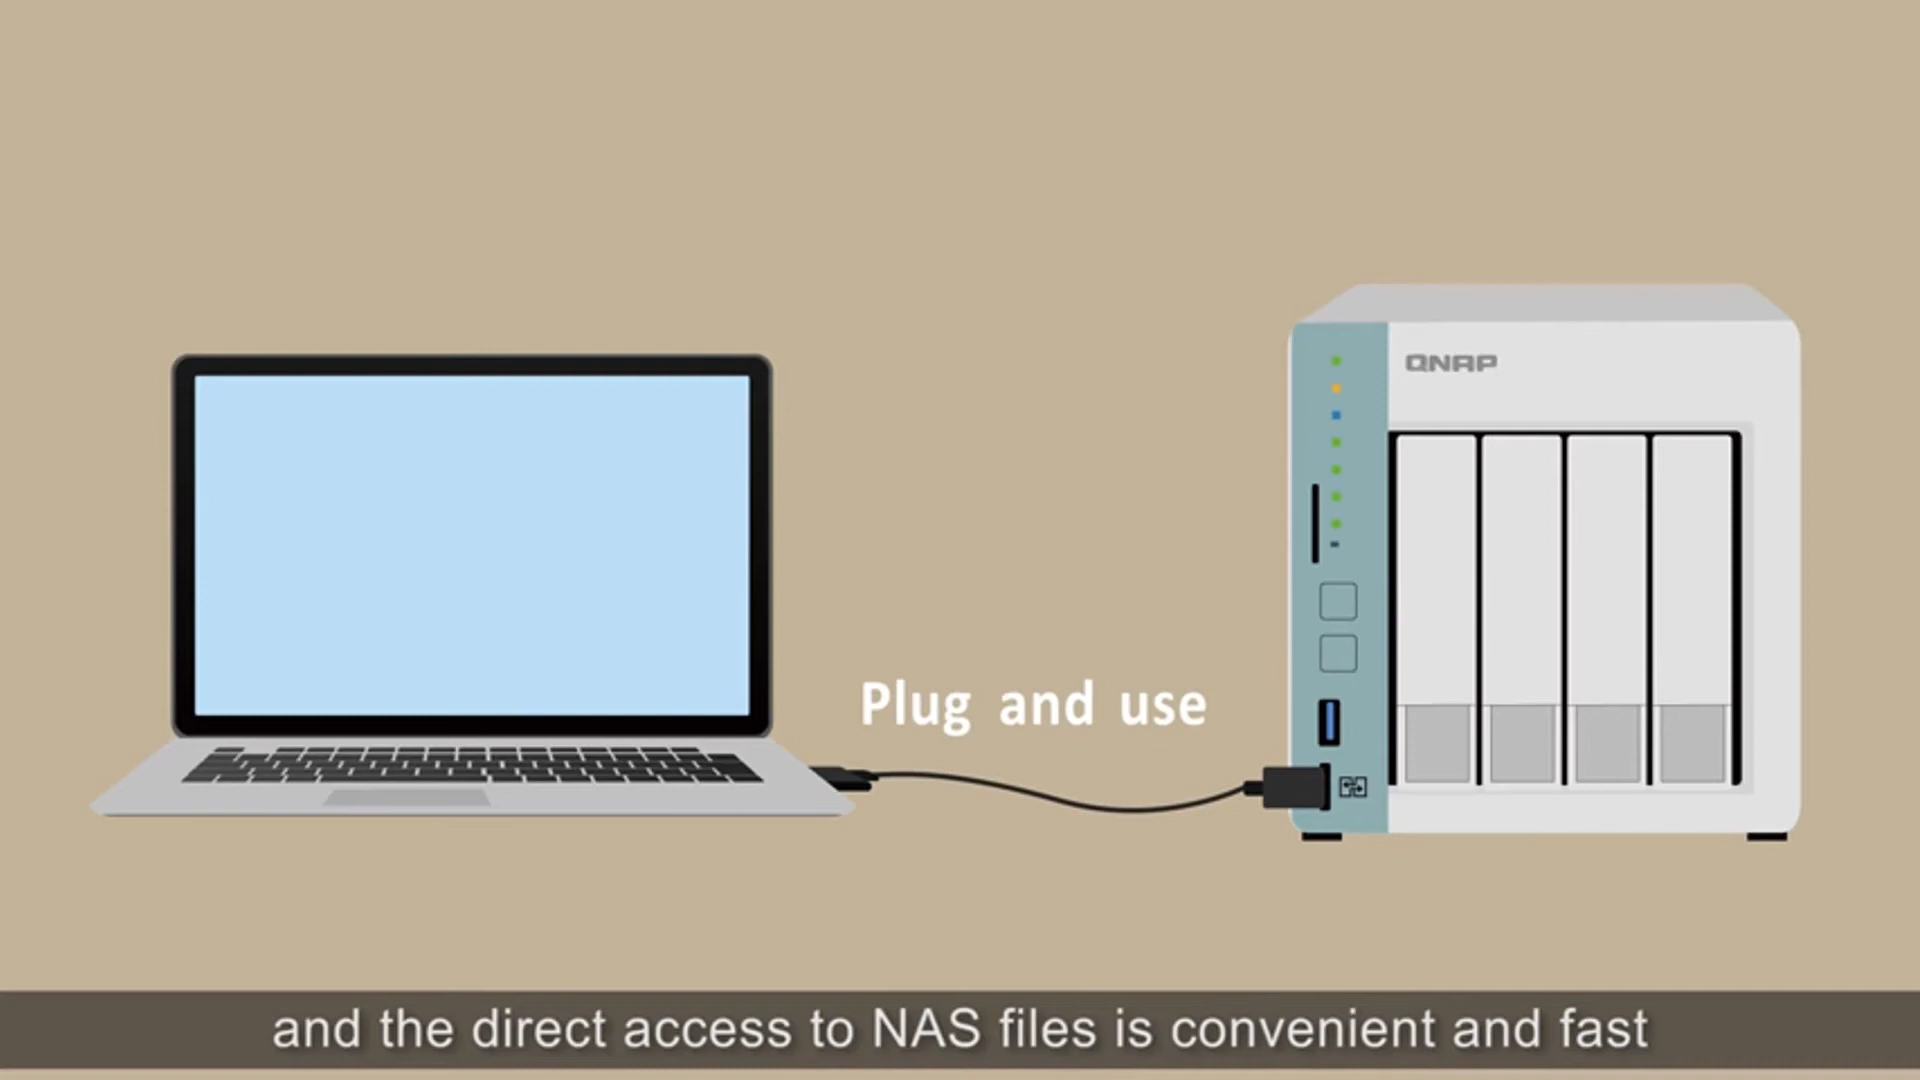 QNAP
Plug and use
and the direct access to NAS files is convenient and fast